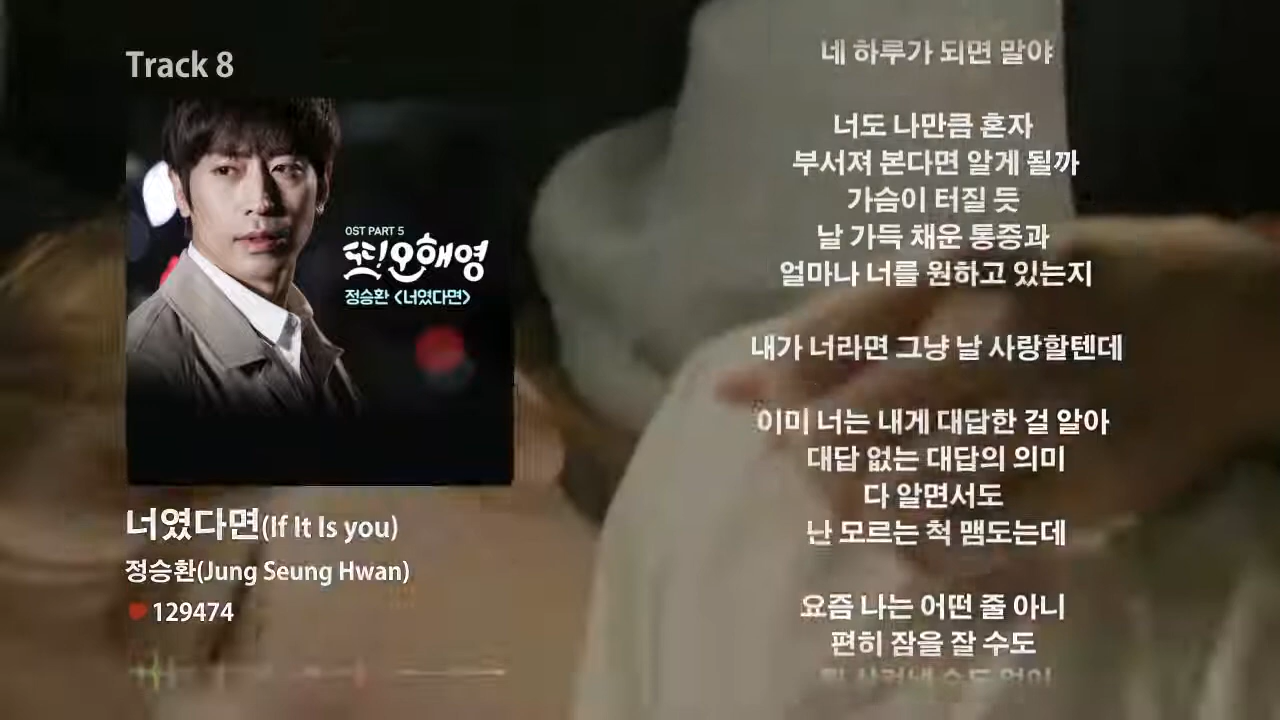 Track 8
OST PART 5
또!오해영
정승환 <너였다면>
너였다면(If It Is you)
정승환(Jung Seung Hwan)
129474
네 하루가 되면 말야
너도 나만큼 혼자
부서져 본다면 알게 될까
가슴이 터질 듯
날 가득 채운 통증과
얼마나 너를 원하고 있는지
내가 너라면 그냥 날 사랑할텐데
이미 너는 내게 대답한 걸 알아
대답 없는 대답의 의미
다 알면서도
난 모르는 척 맴도는데
요즘 나는 어떤 줄 아니
편히 잠을 잘 수도